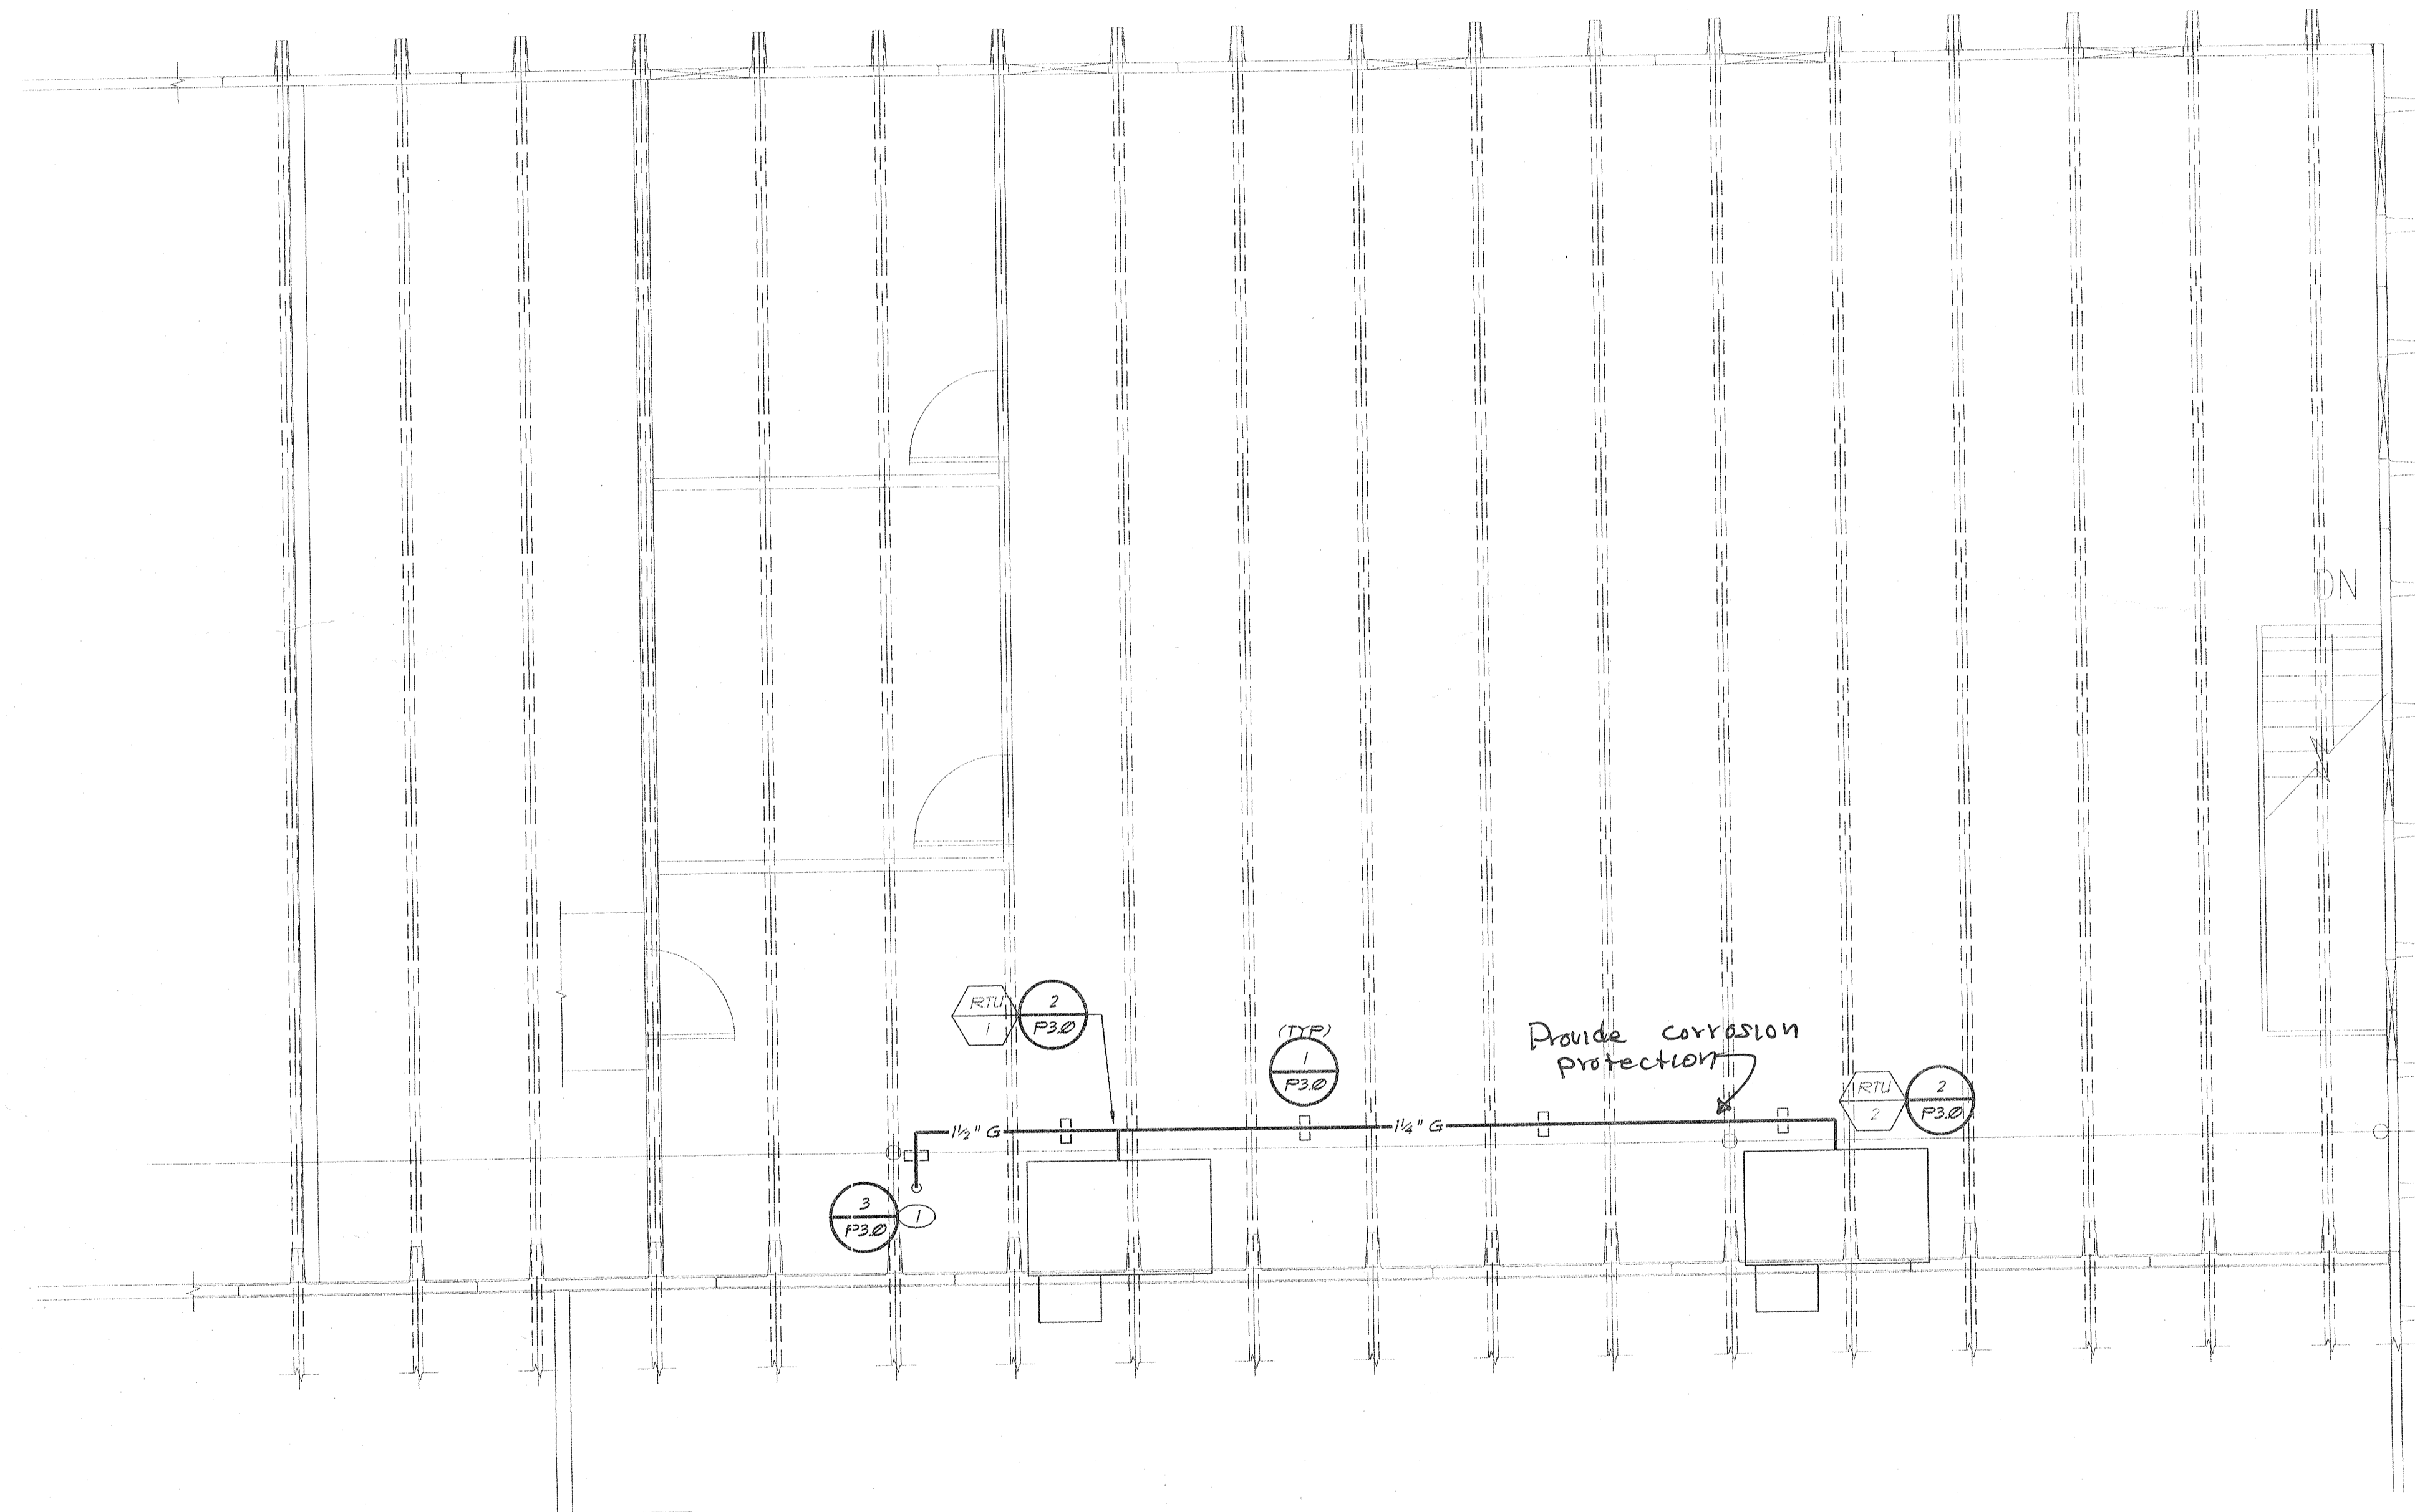 DN
RTU
1
2
P3.0
(TYP)
1
P3.0
Provide corrosion
protection
RTU
2
2
P3.0
1½" G
1¼" G
3
P3.0
1